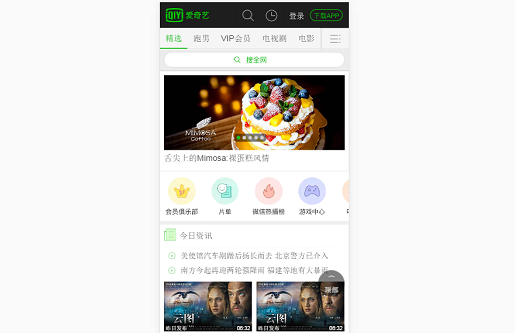 iQIYI 爱奇艺 登录 下载APP
精选 跑男 VIP会员 电视剧 电影
搜全网
MIMOSA
Coffee
舌尖上的Mimosa:裸蛋糕风情
会员俱乐部 片单 微信热播榜 游戏中心
今日资讯
美使馆汽车剐蹭后扬长而去 北京警方已介入
南方今起再迎两轮强降雨 福建等地有大暴雨
顶部
云图 云图
昨日发布 06:32 昨日发布 06:32